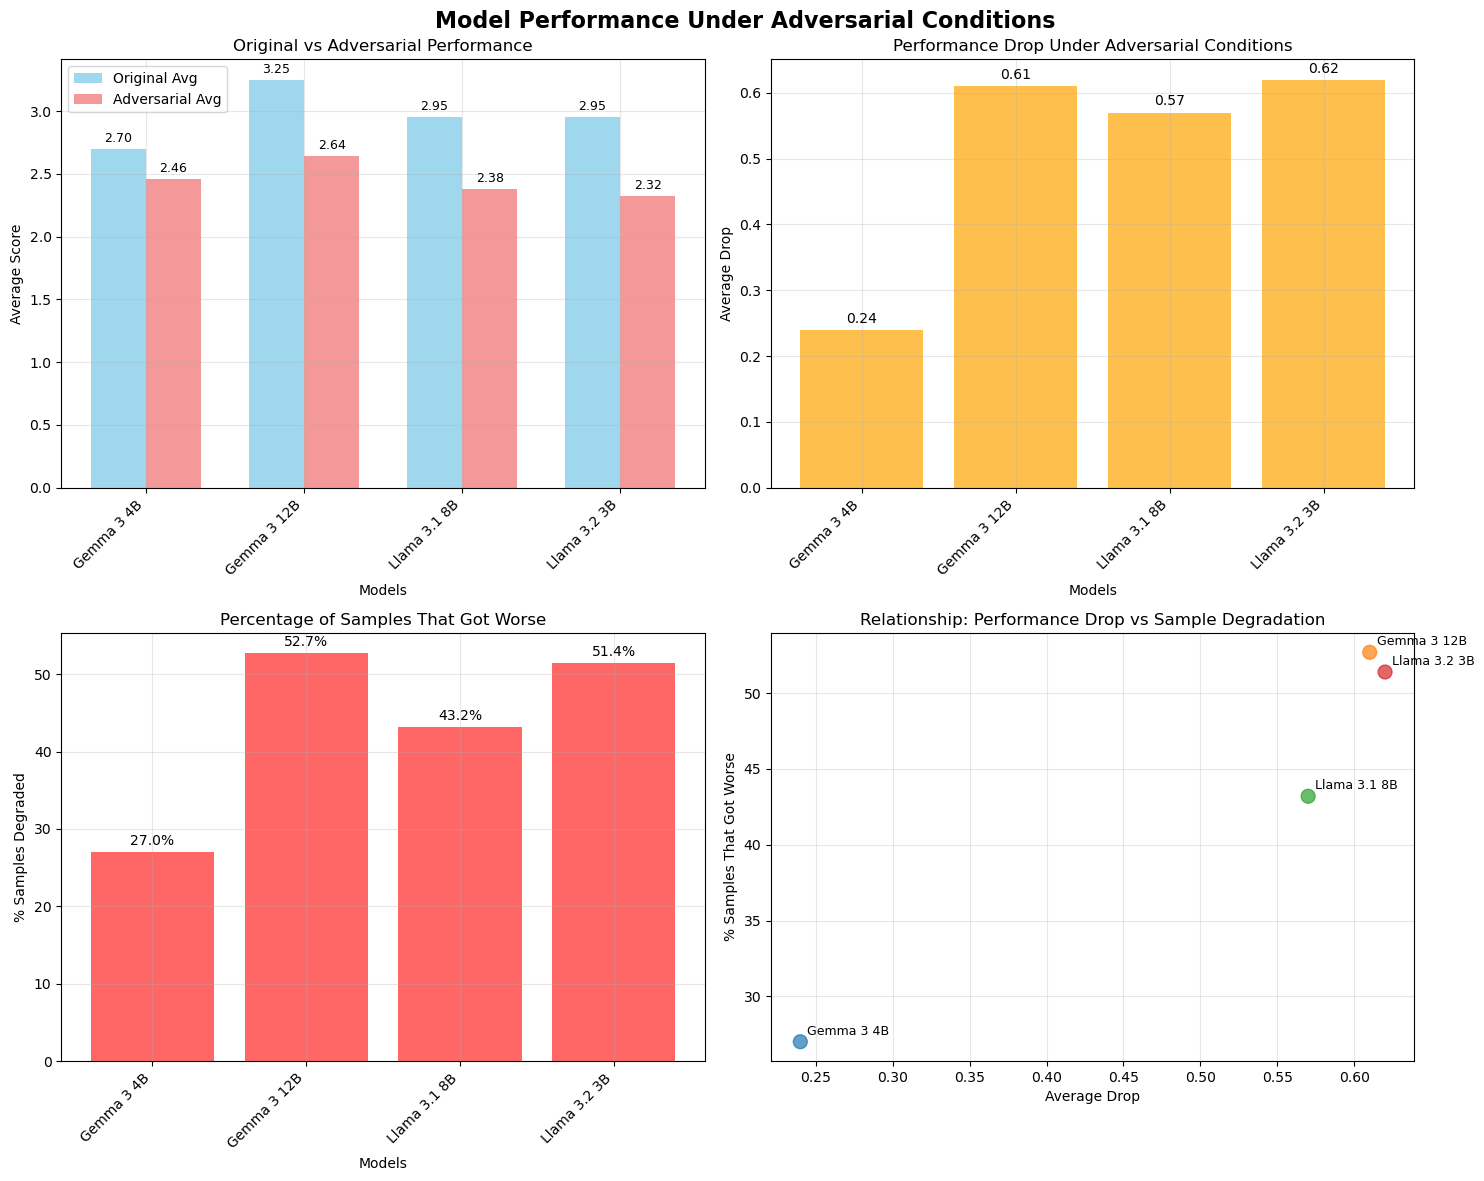 Model Performance Under Adversarial Conditions
Original vs Adversarial Performance
Original Avg
Adversarial Avg
3.25
2.95
2.95
2.70
2.64
2.46
2.38
2.32
3.0
2.5
2.0
1.5
1.0
0.5
0.0
Average Score
Gemma 3 4B
Gemma 3 12B
Llama 3.1 8B
Llama 3.2 3B
Models
Performance Drop Under Adversarial Conditions
0.24
0.61
0.57
0.62
0.6
0.5
0.4
0.3
0.2
0.1
0.0
Average Drop
Gemma 3 4B
Gemma 3 12B
Llama 3.1 8B
Llama 3.2 3B
Models
Percentage of Samples That Got Worse
27.0%
52.7%
43.2%
51.4%
50
40
30
20
10
0
% Samples Degraded
Gemma 3 4B
Gemma 3 12B
Llama 3.1 8B
Llama 3.2 3B
Models
Relationship: Performance Drop vs Sample Degradation
Gemma 3 12B
Llama 3.2 3B
Llama 3.1 8B
Gemma 3 4B
50
45
40
35
30
% Samples That Got Worse
0.25
0.30
0.35
0.40
0.45
0.50
0.55
0.60
Average Drop